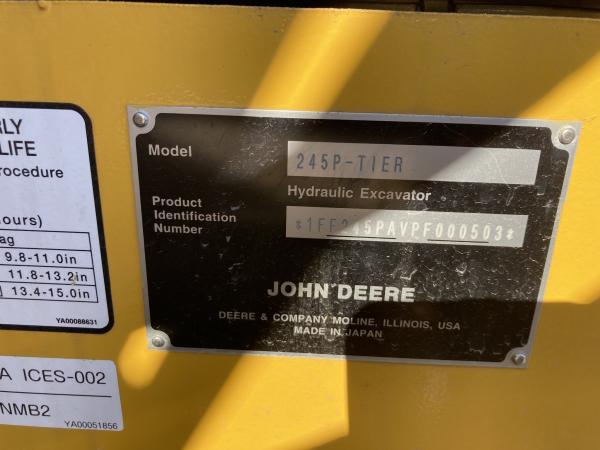 RLY
LIFE
rocedure
ours)
ag
9.8-11.0in
11.8-13.2in
13.4-15.0in
YA00088631
A ICES-002
NMB2
YA00051856
Model
245P-TIER
Hydraulic Excavator
Product
Identification
Number
*1FF245PAVPF000503*
JOHN DEERE
DEERE & COMPANY MOLINE, ILLINOIS, USA
MADE IN JAPAN